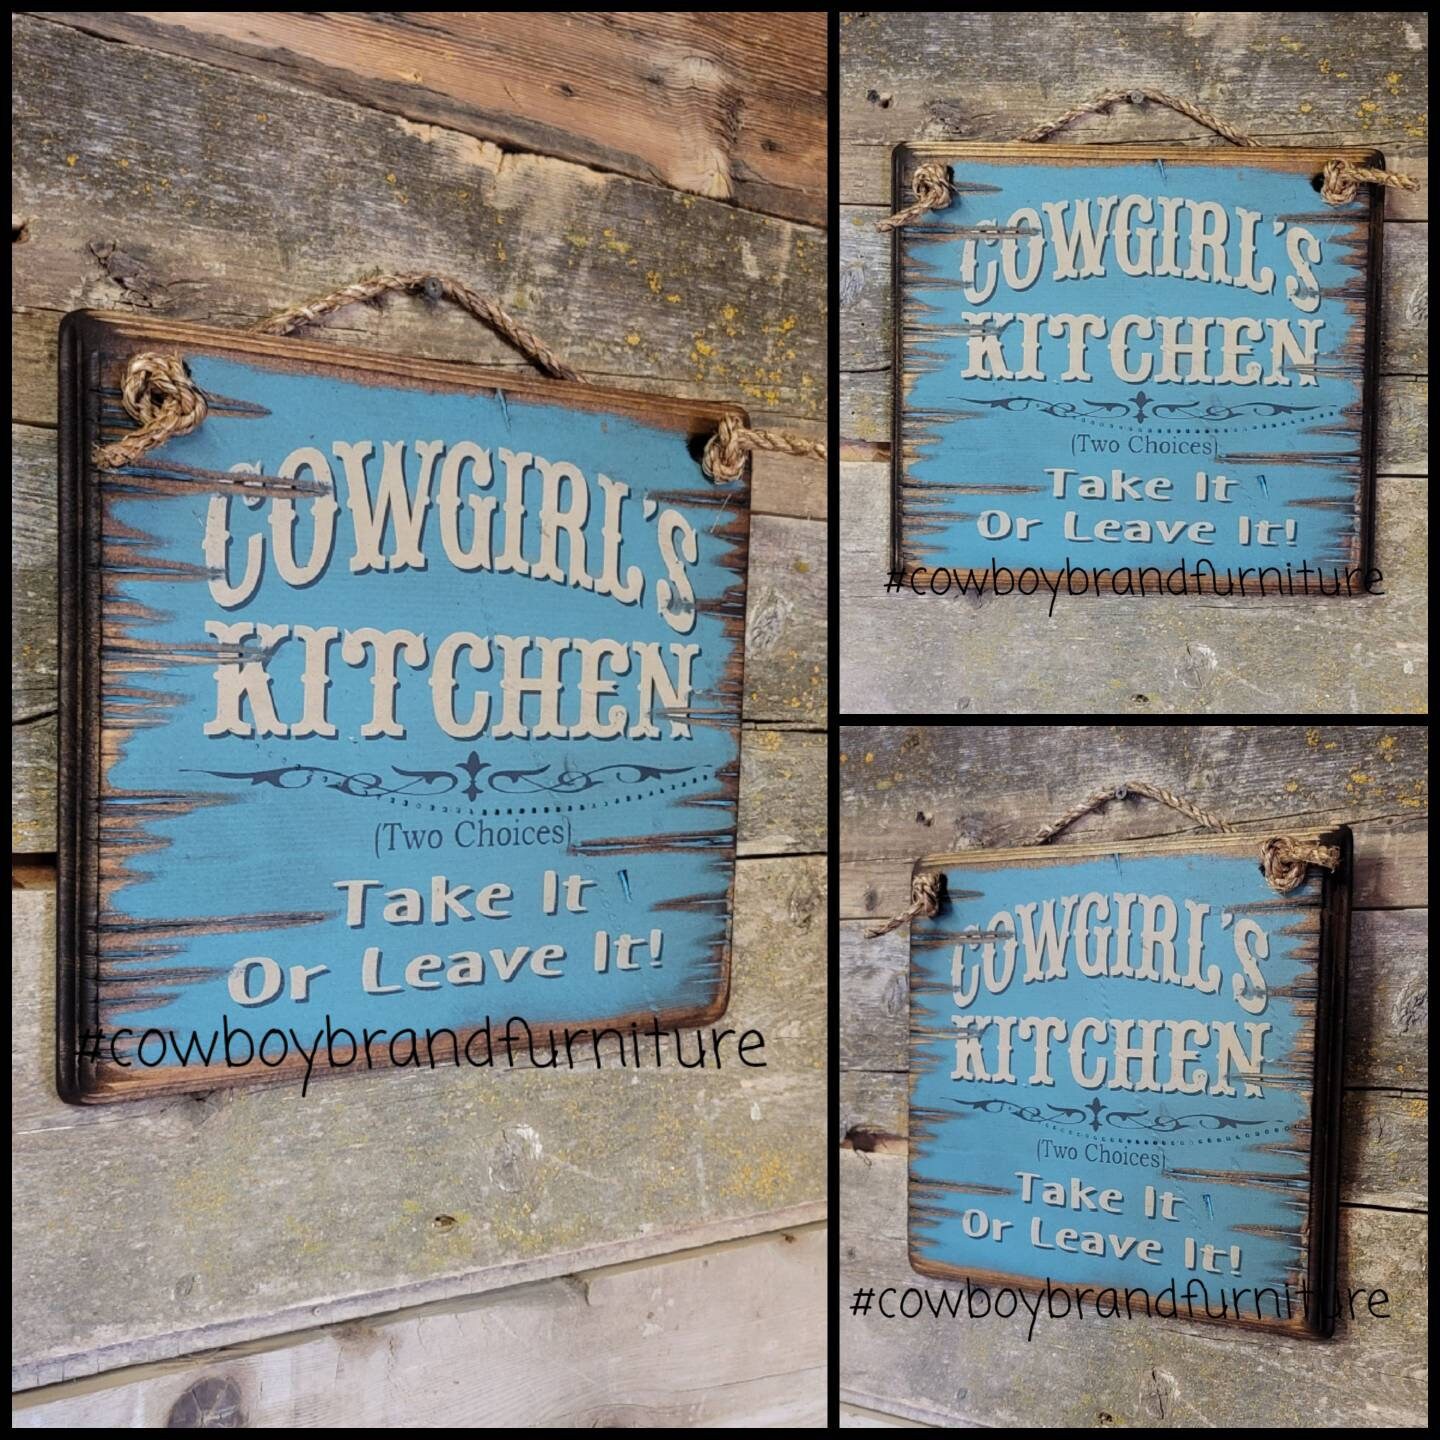 COWGIRL'S
KITCHEN
(Two Choices)
Take It
Or Leave It!
#cowboybrandfurniture
COWGIRL'S
KITCHEN
(Two Choices)
Take It
Or Leave It!
#cowboybrandfurniture
COWGIRL'S
KITCHEN
(Two Choices)
Take It
Or Leave It!
#cowboybrandfurniture